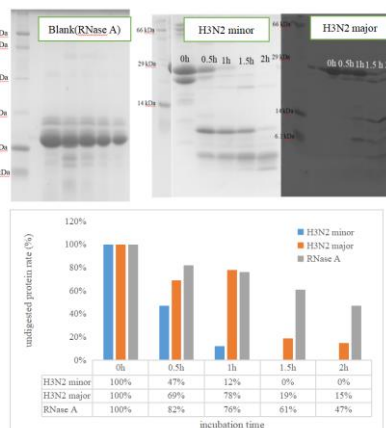 Blank(RNase A)
H3N2 minor
H3N2 major
66 kDa
29 kDa
14 kDa
0h 0.5h 1h 1.5h 2h
66 kDa
29 kDa
14 kDa
0h 0.5h 1h 1.5
undigested protein rate (%)
120%
100%
80%
60%
40%
20%
0%
H3N2 minor
H3N2 major
RNase A
0h 0.5h 1h 1.5h 2h
H3N2 minor 100% 47% 12% 0% 0%
H3N2 major 100% 69% 78% 19% 15%
RNase A 100% 82% 76% 61% 47%
incubation time